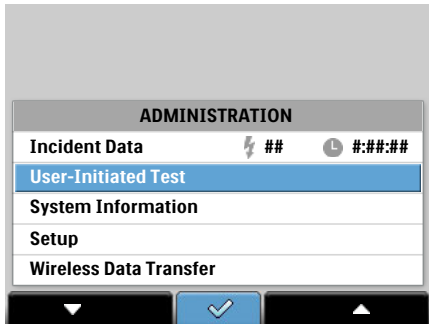 ADMINISTRATION
Incident Data ## #:##:##
User-Initiated Test
System Information
Setup
Wireless Data Transfer